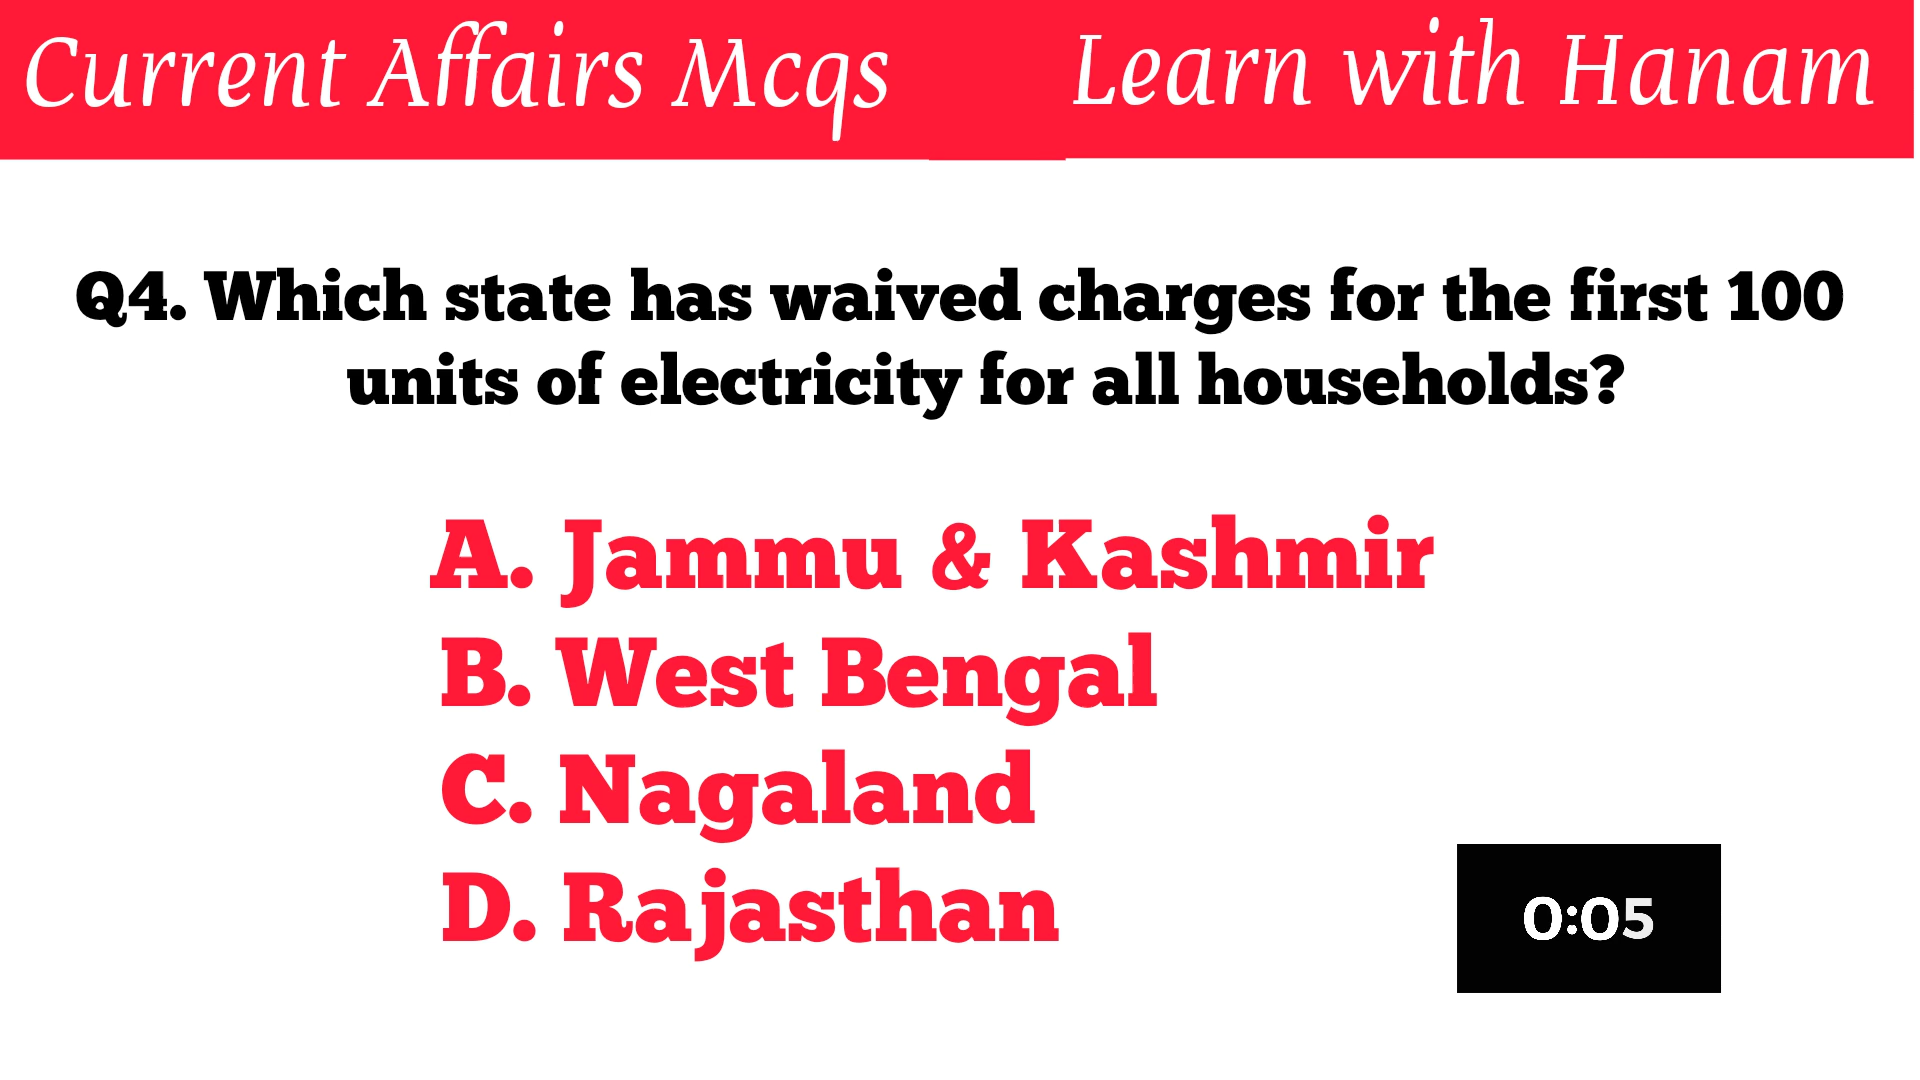 Current Affairs Mcqs
Learn with Hanam
Q4. Which state has waived charges for the first 100
units of electricity for all households?
A. Jammu & Kashmir
B. West Bengal
C. Nagaland
D. Rajasthan
0:05